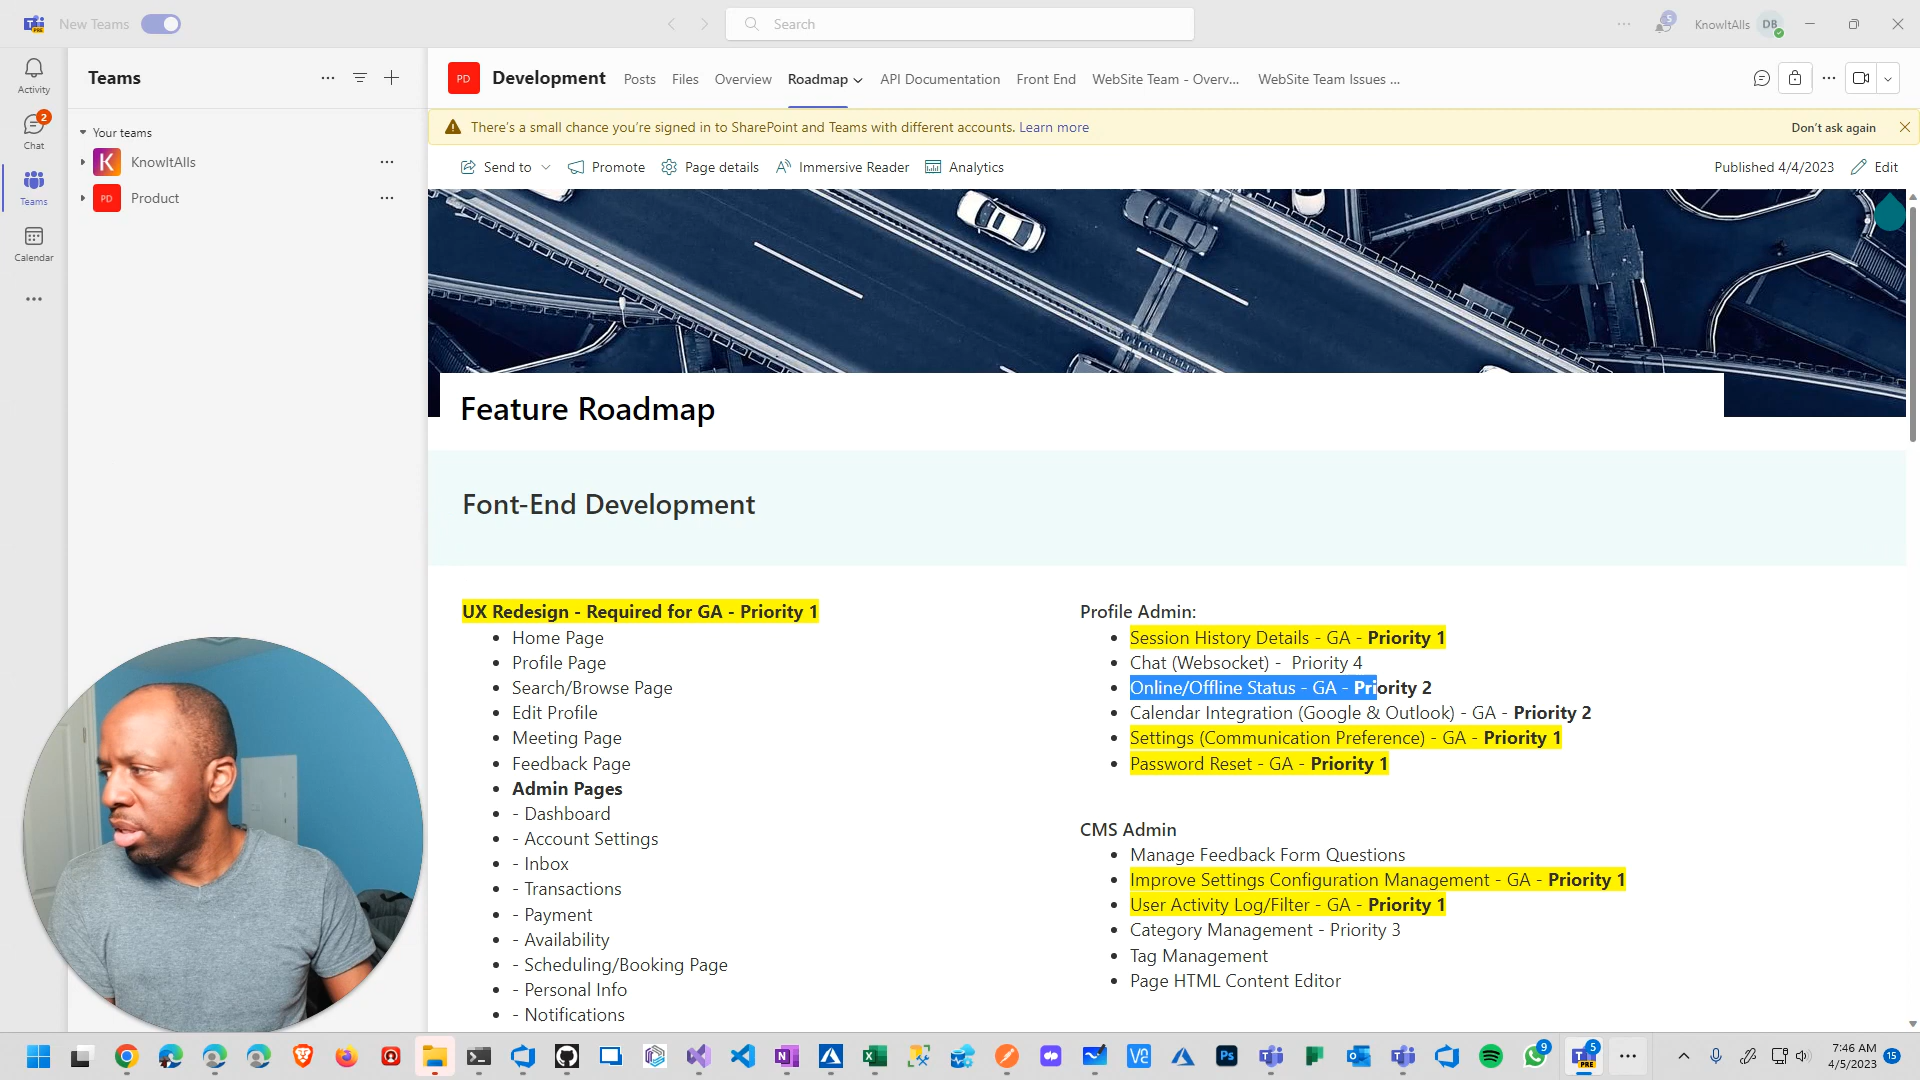 New Teams
Search
5
KnowItAlls
DB
Activity
2
Chat
Teams
Calendar
Teams
Your teams
K KnowItAlls
PD Product
PD Development
Posts
Files
Overview
Roadmap
API Documentation
Front End
WebSite Team - Overv...
WebSite Team Issues ...
There's a small chance you're signed in to SharePoint and Teams with different accounts. Learn more
Don't ask again
Send to
Promote
Page details
Immersive Reader
Analytics
Published 4/4/2023
Edit
Feature Roadmap
Font-End Development
UX Redesign - Required for GA - Priority 1
Home Page
Profile Page
Search/Browse Page
Edit Profile
Meeting Page
Feedback Page
Admin Pages
- Dashboard
- Account Settings
- Inbox
- Transactions
- Payment
- Availability
- Scheduling/Booking Page
- Personal Info
- Notifications
Profile Admin:
Session History Details - GA - Priority 1
Chat (Websocket) - Priority 4
Online/Offline Status - GA - Priority 2
Calendar Integration (Google & Outlook) - GA - Priority 2
Settings (Communication Preference) - GA - Priority 1
Password Reset - GA - Priority 1
CMS Admin
Manage Feedback Form Questions
Improve Settings Configuration Management - GA - Priority 1
User Activity Log/Filter - GA - Priority 1
Category Management - Priority 3
Tag Management
Page HTML Content Editor
Ps
9
5
PRE
7:46 AM
4/5/2023
15